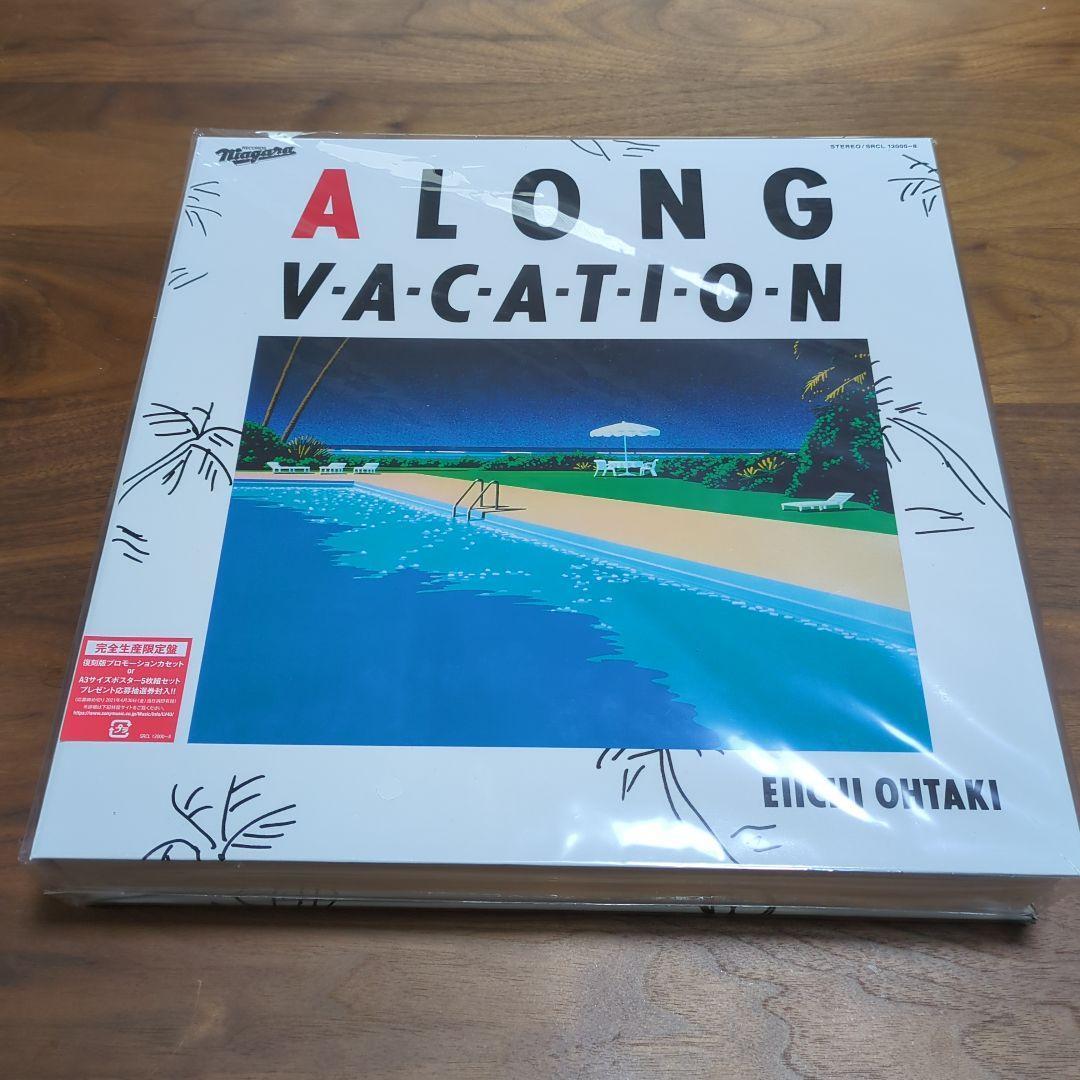 RECORDS
Niagara
STEREO/SRCL 12000~8
A LONG
V·A·C·A·T·I·O·N
完全生産限定盤
復刻版プロモーションカセット
or
A3サイズポスター5枚組セット
プレゼント応募抽選券封入!!
SRCL 12000~8
EIICHI OHTAKI